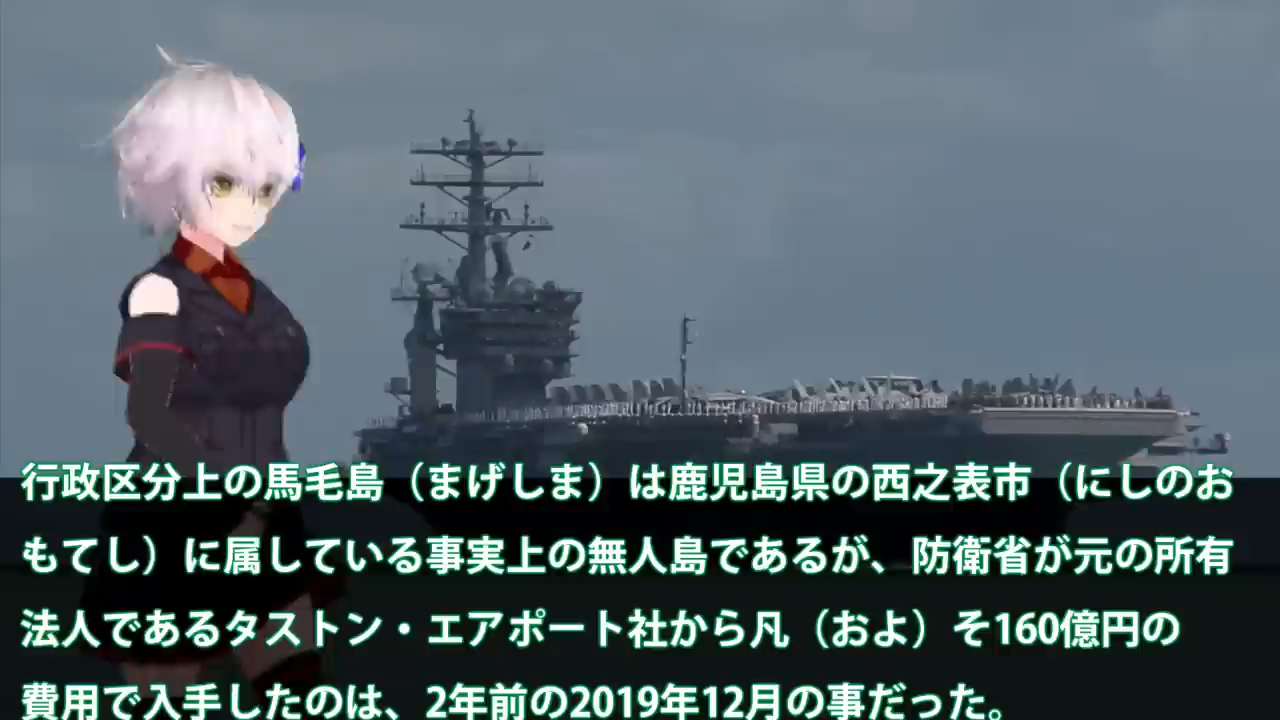 行政区分上の馬毛島（まげしま）は鹿児島県の西之表市（にしのお
もてし）に属している事実上の無人島であるが、防衛省が元の所有
法人であるタストン・エアポート社から凡（およ）そ160億円の
費用で入手したのは、2年前の2019年12月の事だった。